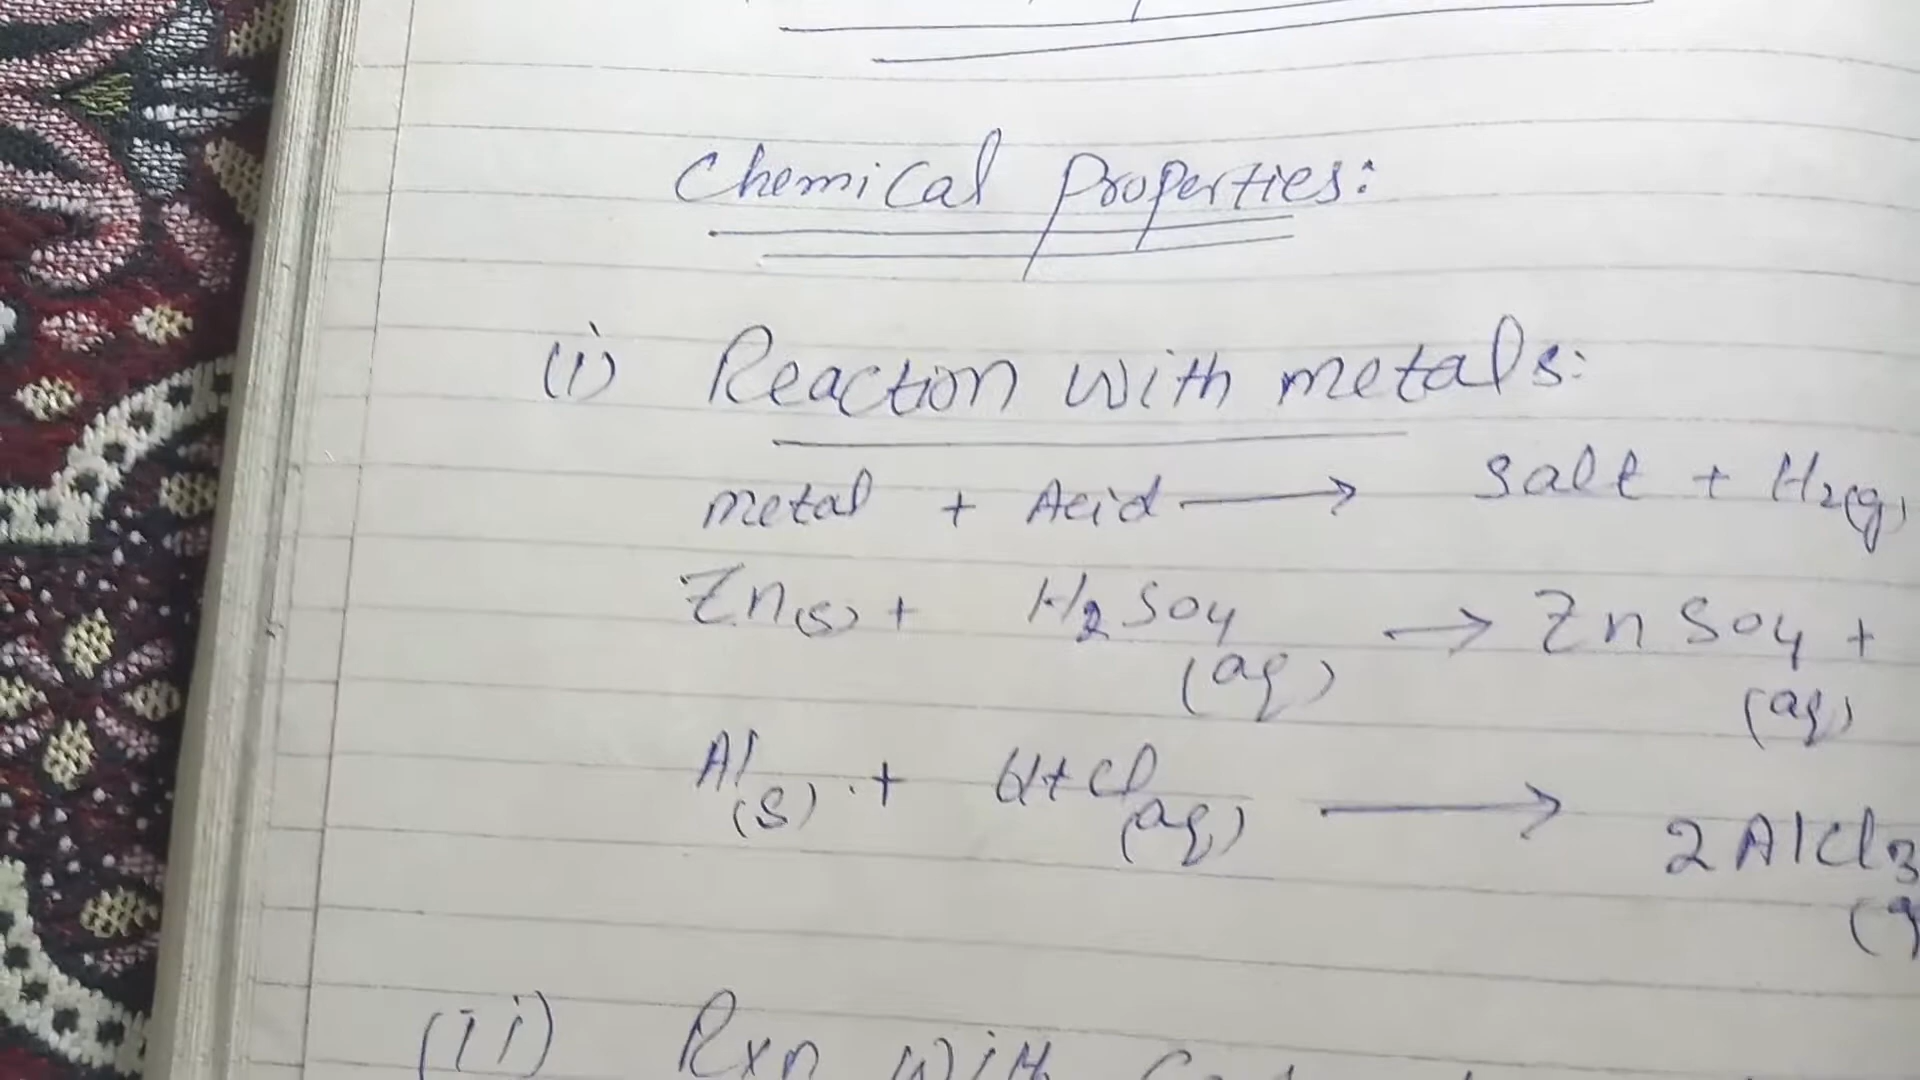 Chemical properties:
(i) Reaction with metals:
metal + Acid → Salt + H2(g)
Zn(s) + H2SO4 (aq) → ZnSO4 (aq) +
Al(s) + 6HCl (aq) → 2AlCl3
(ii) Rxn with